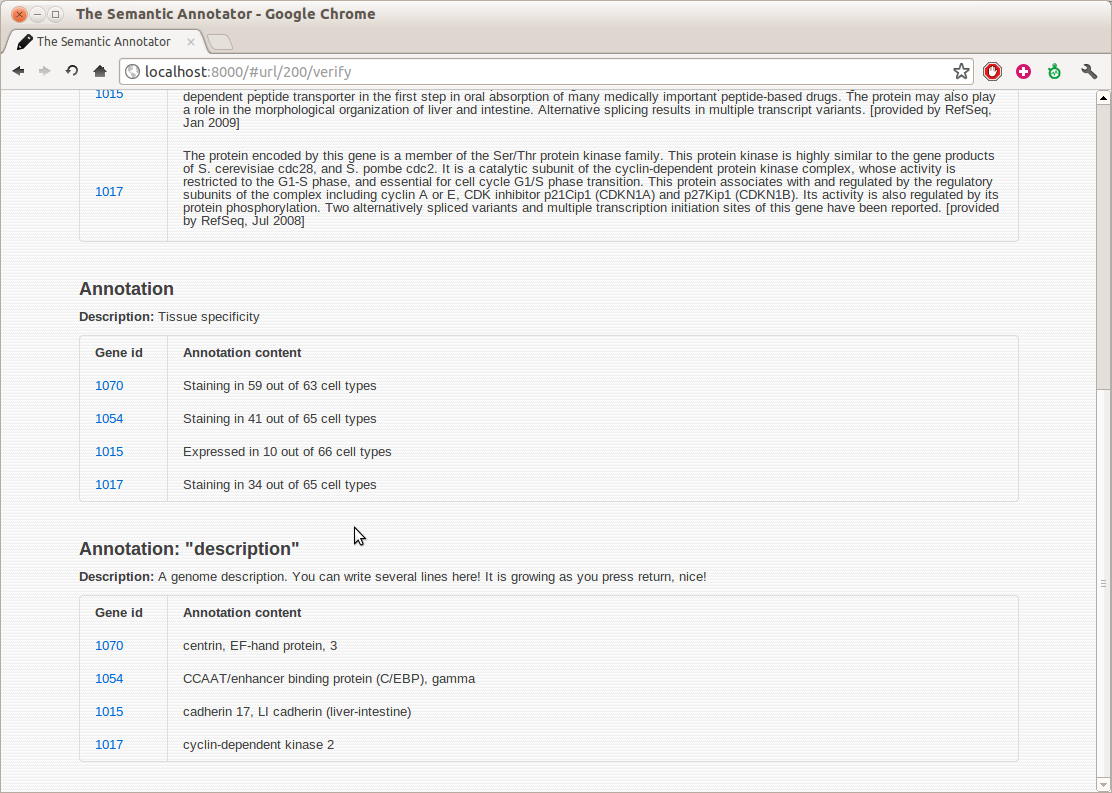 The Semantic Annotator - Google Chrome
The Semantic Annotator
localhost:8000/#url/200/verify
1015
dependent peptide transporter in the first step in oral absorption of many medically important peptide-based drugs. The protein may also play
a role in the morphological organization of liver and intestine. Alternative splicing results in multiple transcript variants. [provided by RefSeq,
Jan 2009]
The protein encoded by this gene is a member of the Ser/Thr protein kinase family. This protein kinase is highly similar to the gene products
of S. cerevisiae cdc28, and S. pombe cdc2. It is a catalytic subunit of the cyclin-dependent protein kinase complex, whose activity is
restricted to the G1-S phase, and essential for cell cycle G1/S phase transition. This protein associates with and regulated by the regulatory
1017
subunits of the complex including cyclin A or E, CDK inhibitor p21Cip1 (CDKN1A) and p27Kip1 (CDKN1B). Its activity is also regulated by its
protein phosphorylation. Two alternatively spliced variants and multiple transcription initiation sites of this gene have been reported. [provided
by RefSeq, Jul 2008]
Annotation
Description: Tissue specificity
Gene id Annotation content
1070 Staining in 59 out of 63 cell types
1054 Staining in 41 out of 65 cell types
1015 Expressed in 10 out of 66 cell types
1017 Staining in 34 out of 65 cell types
Annotation: "description"
Description: A genome description. You can write several lines here! It is growing as you press return, nice!
Gene id Annotation content
1070 centrin, EF-hand protein, 3
1054 CCAAT/enhancer binding protein (C/EBP), gamma
1015 cadherin 17, LI cadherin (liver-intestine)
1017 cyclin-dependent kinase 2